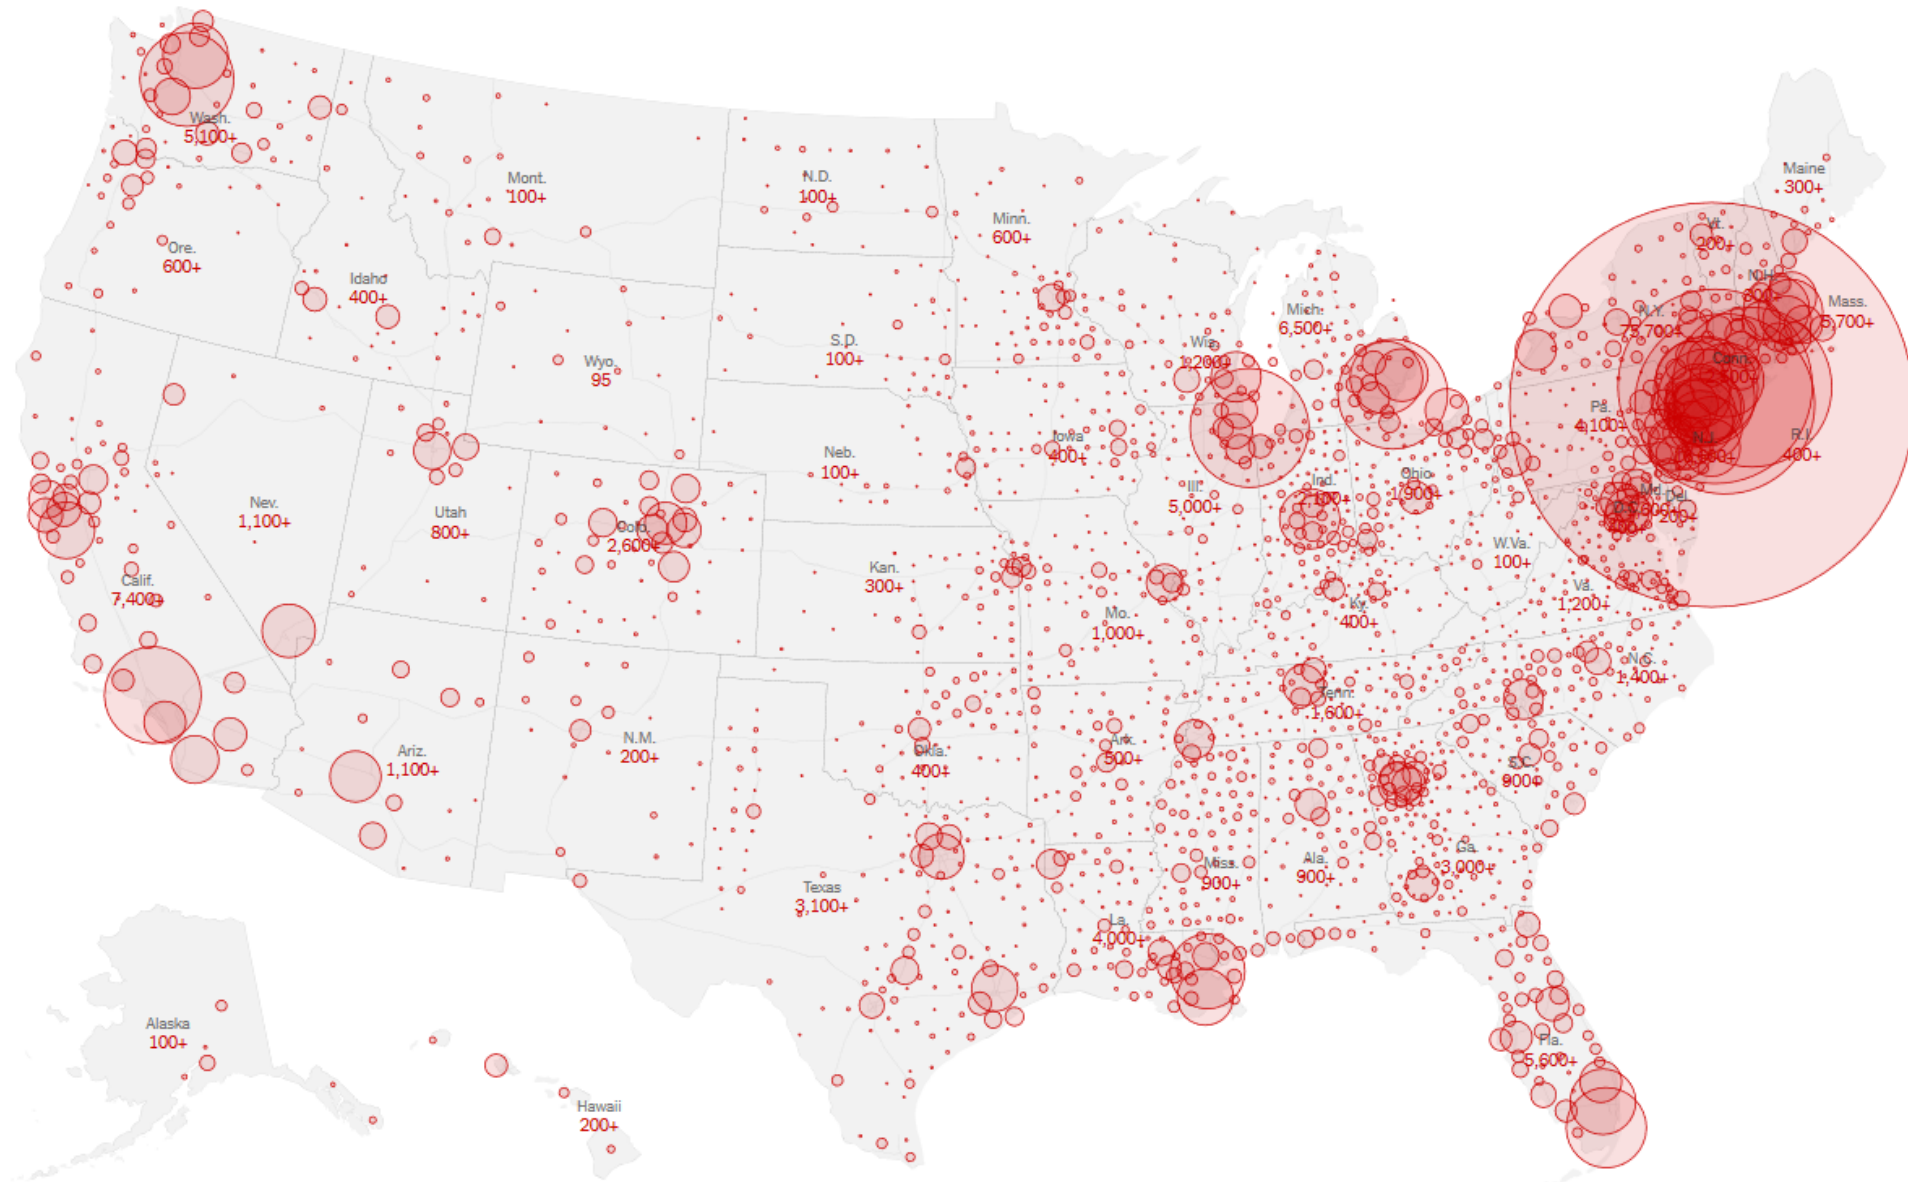 Wash.
5,100+
Mont.
100+
N.D.
100+
Minn.
600+
Maine
300+
Ore.
600+
Idaho
400+
Vt.
200+
N.H.
Mass.
5,700+
N.Y.
75,700+
Mich.
6,500+
Wis.
1,200+
S.D.
100+
Wyo.
95
Conn.
Pa.
4,100+
N.J.
R.I.
400+
Iowa
400+
Neb.
100+
Nev.
1,100+
Utah
800+
Colo.
2,600+
Ill.
5,000+
Ind.
2,100+
Ohio
1,900+
Md.
Del.
200+
D.C.
W.Va.
100+
Va.
1,200+
Calif.
7,400+
Kan.
300+
Mo.
1,000+
Ky.
400+
N.C.
1,400+
Tenn.
1,600+
Ariz.
1,100+
N.M.
200+
Okla.
400+
Ark.
500+
S.C.
900+
Texas
3,100+
La.
4,000+
Miss.
900+
Ala.
900+
Ga.
3,000+
Fla.
5,600+
Alaska
100+
Hawaii
200+